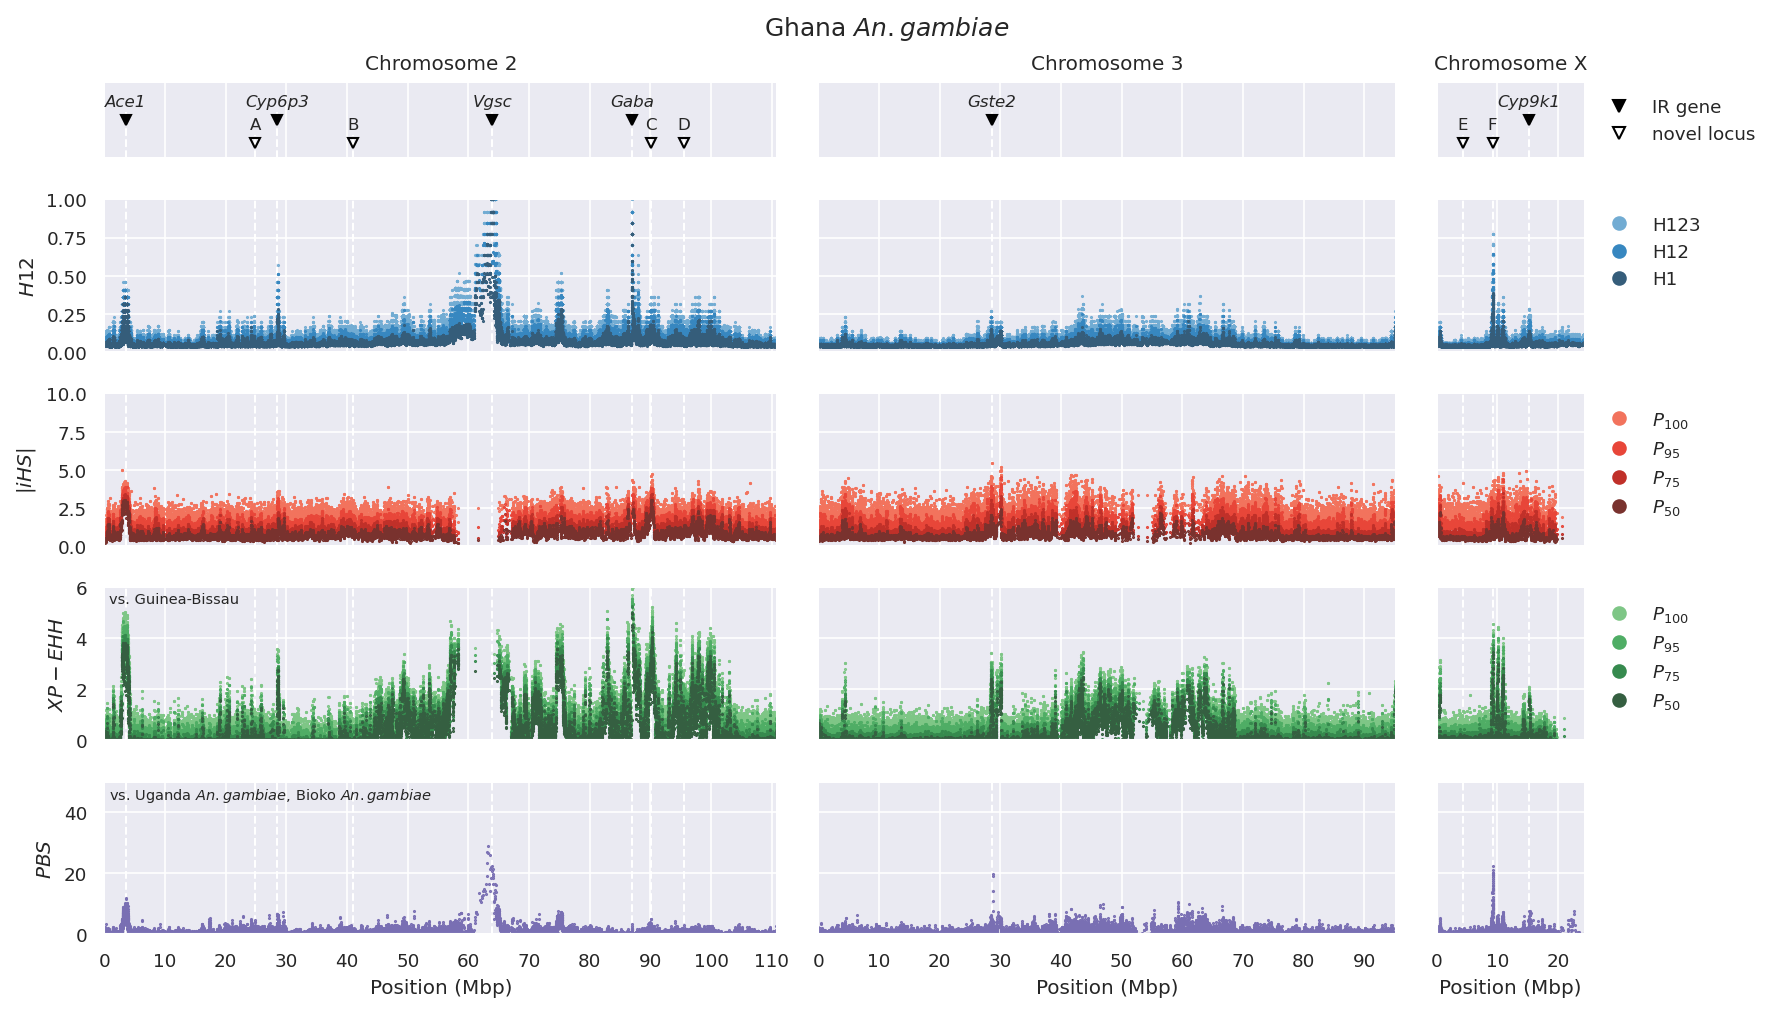 Ghana An. gambiae
Chromosome 2
Chromosome 3
Chromosome X
Ace1
Cyp6p3
Vgsc
Gaba
Gste2
Cyp9k1
A
B
C
D
E
F
IR gene
novel locus
H12
1.00
0.75
0.50
0.25
0.00
H123
H12
H1
|iHS|
10.0
7.5
5.0
2.5
0.0
P100
P95
P75
P50
XP−EHH
6
4
2
0
vs. Guinea-Bissau
P100
P95
P75
P50
PBS
40
20
0
vs. Uganda An. gambiae, Bioko An. gambiae
0 10 20 30 40 50 60 70 80 90 100 110
0 10 20 30 40 50 60 70 80 90
0 10 20
Position (Mbp)
Position (Mbp)
Position (Mbp)